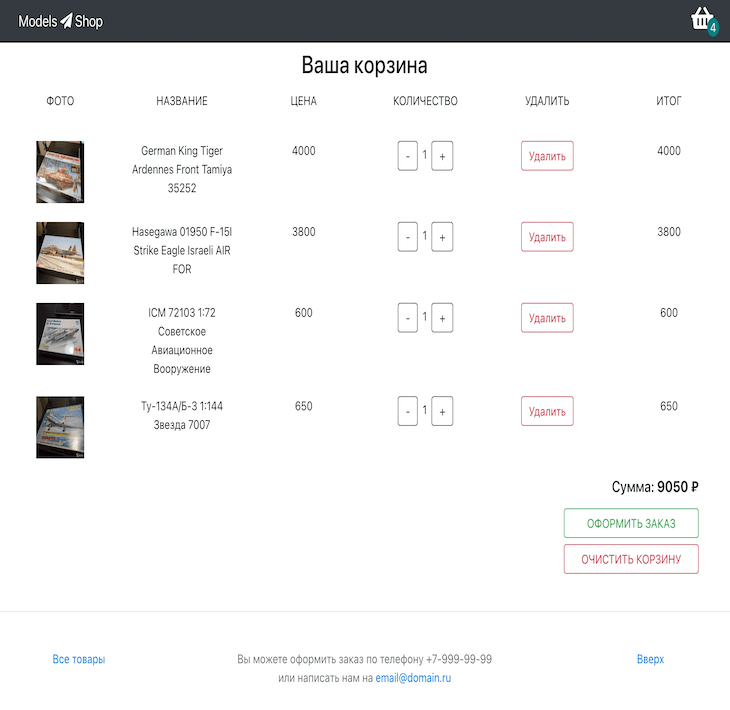 Models Shop
4
Ваша корзина
ФОТО НАЗВАНИЕ ЦЕНА КОЛИЧЕСТВО УДАЛИТЬ ИТОГ
German King Tiger
Ardennes Front Tamiya
35252
4000
- 1 +
Удалить
4000
Hasegawa 01950 F-15I
Strike Eagle Israeli AIR
FOR
3800
- 1 +
Удалить
3800
ICM 72103 1:72
Советское
Авиационное
Вооружение
600
- 1 +
Удалить
600
Ту-134А/Б-3 1:144
Звезда 7007
650
- 1 +
Удалить
650
Сумма: 9050 ₽
ОФОРМИТЬ ЗАКАЗ
ОЧИСТИТЬ КОРЗИНУ
Все товары
Вы можете оформить заказ по телефону +7-999-99-99
или написать нам на email@domain.ru
Вверх